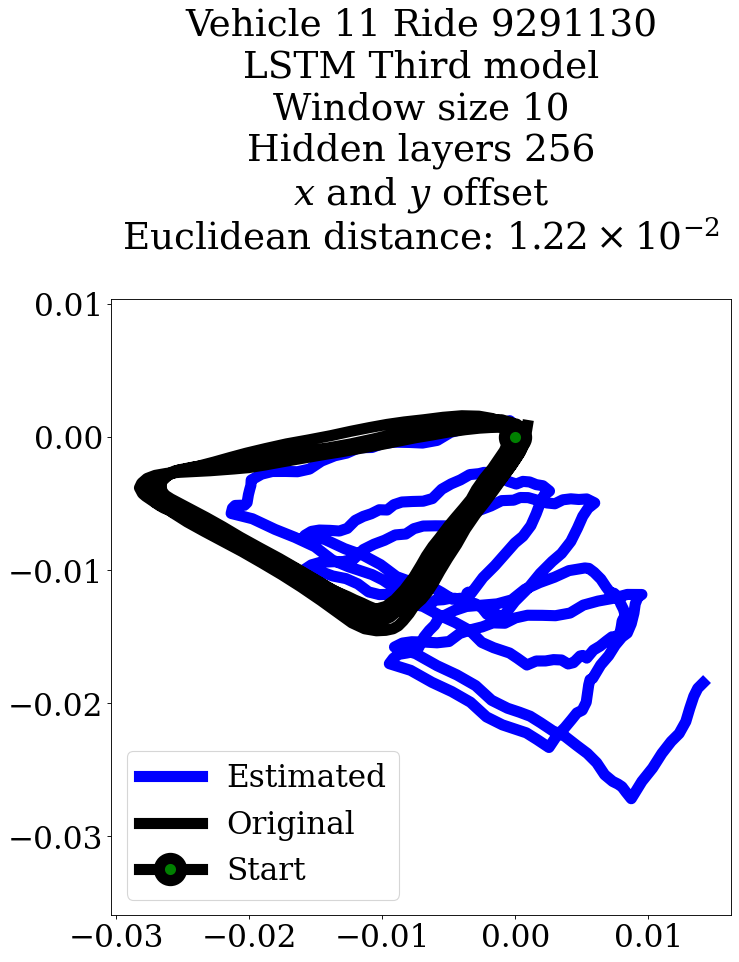 Vehicle 11 Ride 9291130
LSTM Third model
Window size 10
Hidden layers 256
x and y offset
Euclidean distance: 1.22 × 10⁻²
0.01
0.00
−0.01
−0.02
−0.03
Estimated
Original
Start
−0.03 −0.02 −0.01 0.00 0.01